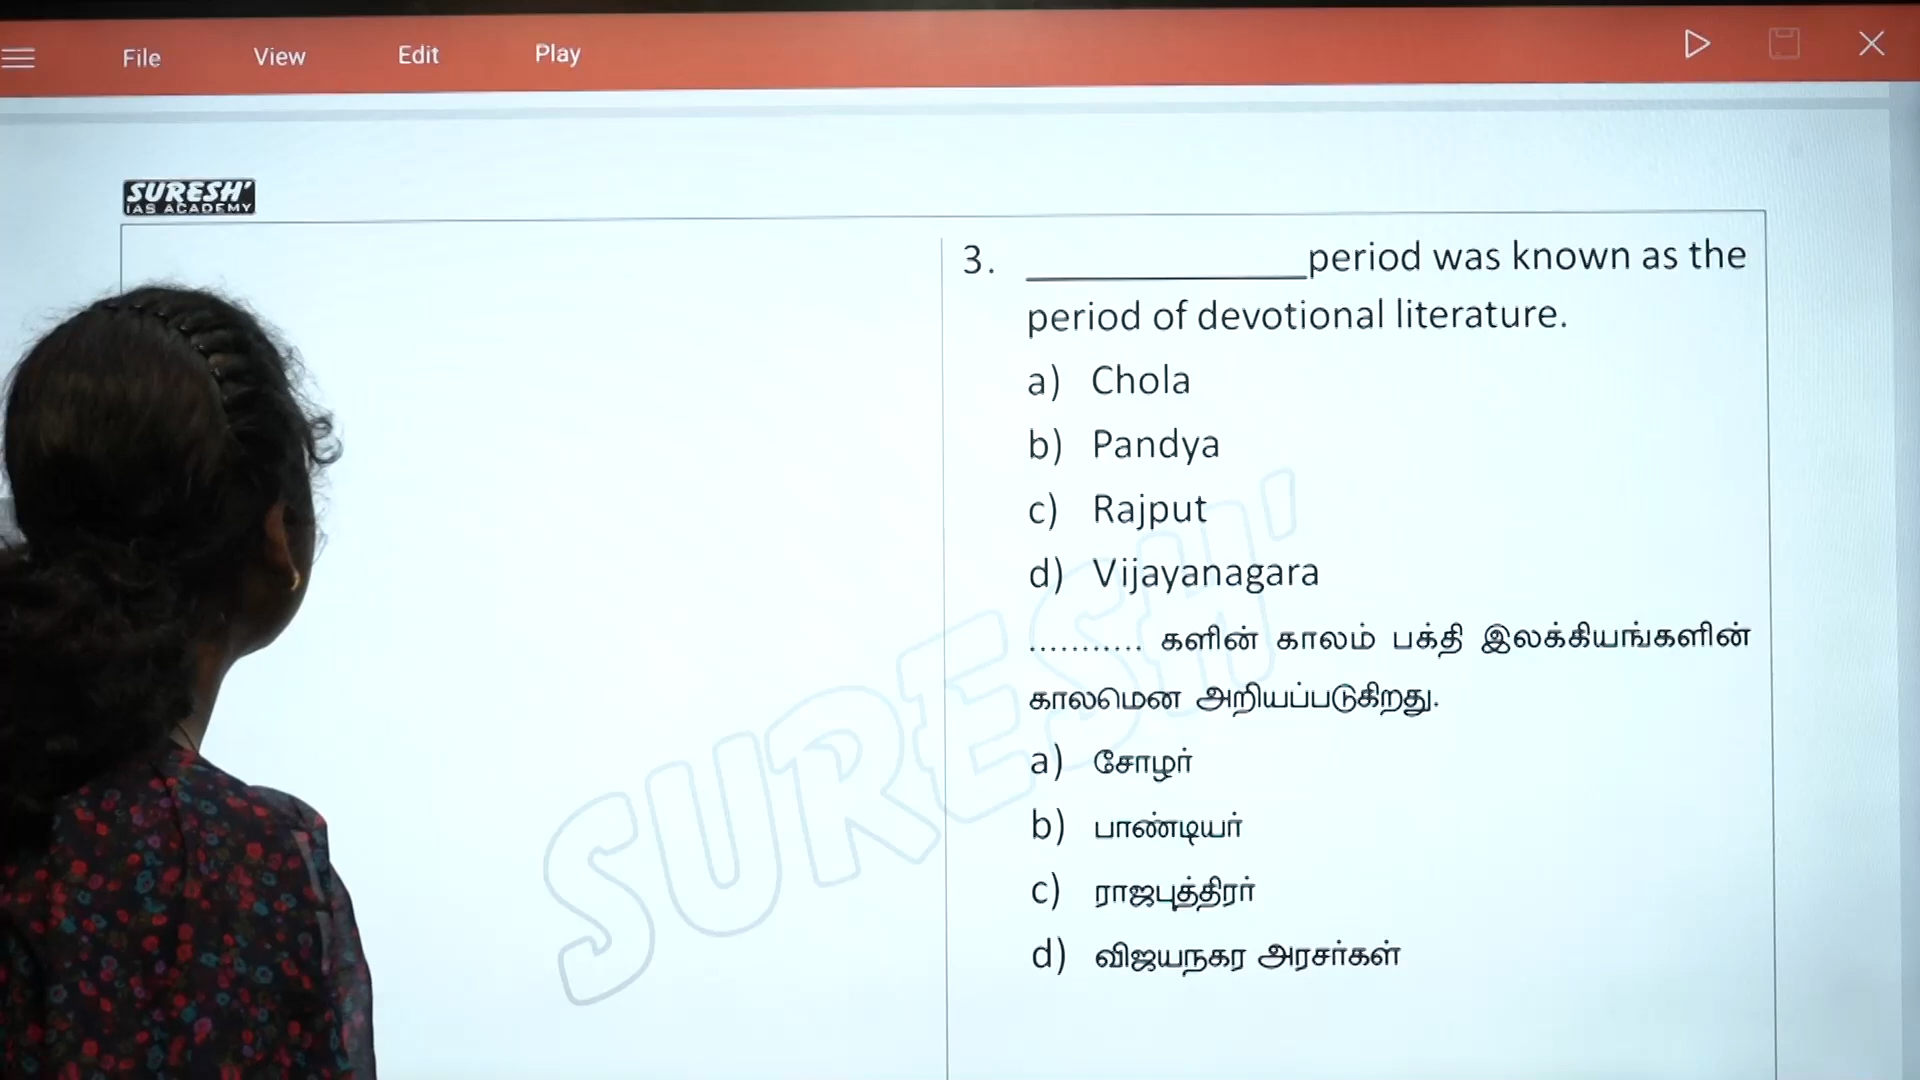 File View Edit Play
SURESH'
IAS ACADEMY
3. ______________period was known as the
period of devotional literature.
a) Chola
b) Pandya
c) Rajput
d) Vijayanagara
........... களின் காலம் பக்தி இலக்கியங்களின்
காலமென அறியப்படுகிறது.
a) சோழர்
b) பாண்டியர்
c) ராஜபுத்திரர்
d) விஜயநகர அரசர்கள்
SURESH'